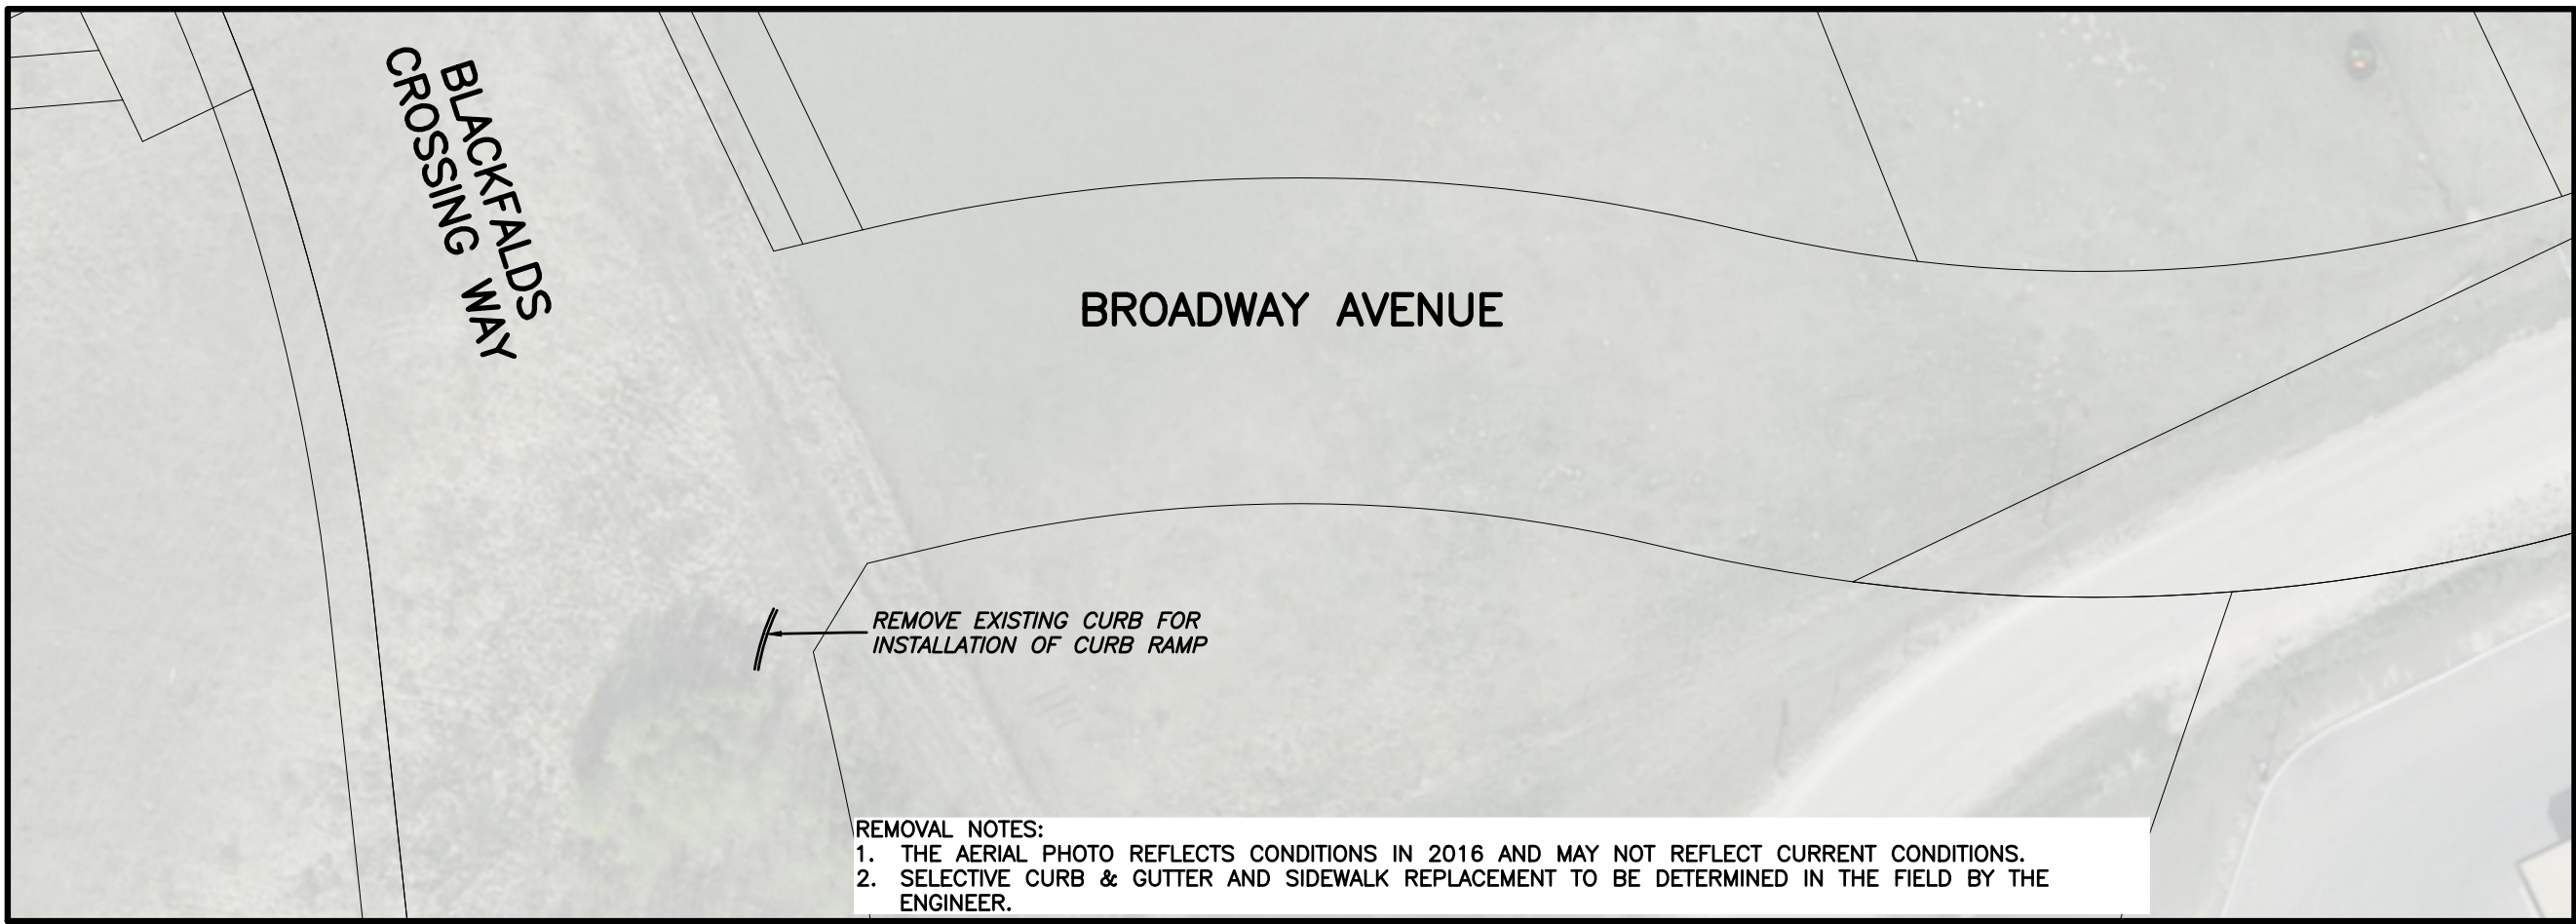 BLACKFALDS
CROSSING WAY
BROADWAY AVENUE
REMOVE EXISTING CURB FOR
INSTALLATION OF CURB RAMP
REMOVAL NOTES:
1. THE AERIAL PHOTO REFLECTS CONDITIONS IN 2016 AND MAY NOT REFLECT CURRENT CONDITIONS.
2. SELECTIVE CURB & GUTTER AND SIDEWALK REPLACEMENT TO BE DETERMINED IN THE FIELD BY THE
ENGINEER.